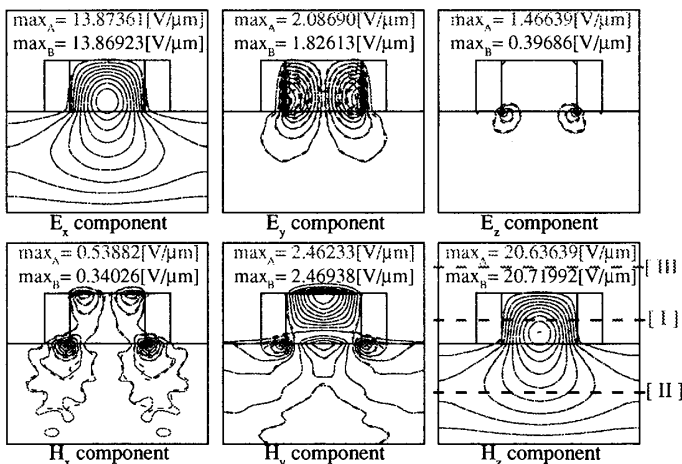 max_A = 13.87361[V/μm]
max_B = 13.86923[V/μm]
E_x component
max_A = 2.08690[V/μm]
max_B = 1.82613[V/μm]
E_y component
max_A = 1.46639[V/μm]
max_B = 0.39686[V/μm]
E_z component
max_A = 0.53882[V/μm]
max_B = 0.34026[V/μm]
H_x component
max_A = 2.46233[V/μm]
max_B = 2.46938[V/μm]
H_y component
max_A = 20.63639[V/μm]
max_B = 20.71992[V/μm]
H_z component
[ III ]
[ I ]
[ II ]